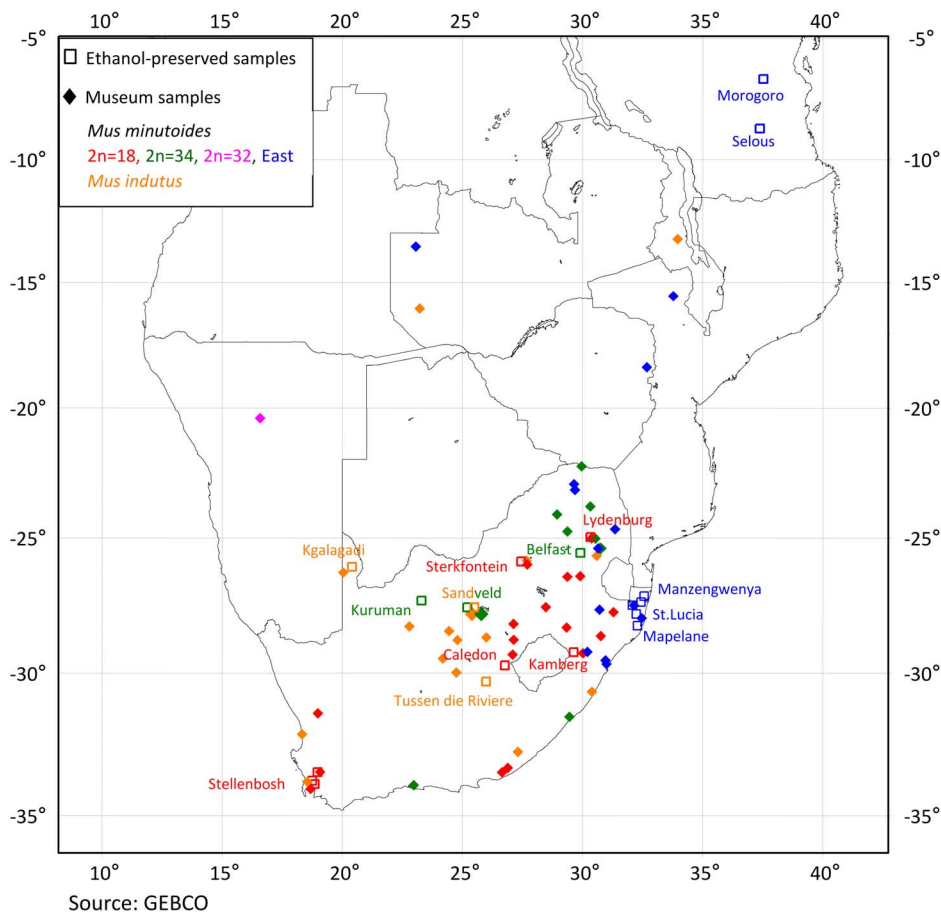 10° 15° 20° 25° 30° 35° 40°
-5° -5°
Ethanol-preserved samples
Museum samples
Mus minutoides
2n=18, 2n=34, 2n=32, East
Mus indutus
Morogoro
Selous
-10° -10°
-15° -15°
-20° -20°
-25° -25°
Lydenburg
Kgalagadi
Belfast
Sterkfontein
Manzengwenya
Sandveld
Kuruman
St.Lucia
Mapelane
Caledon
Kamberg
-30° -30°
Tussen die Riviere
Stellenbosh
-35° -35°
10° 15° 20° 25° 30° 35° 40°
Source: GEBCO